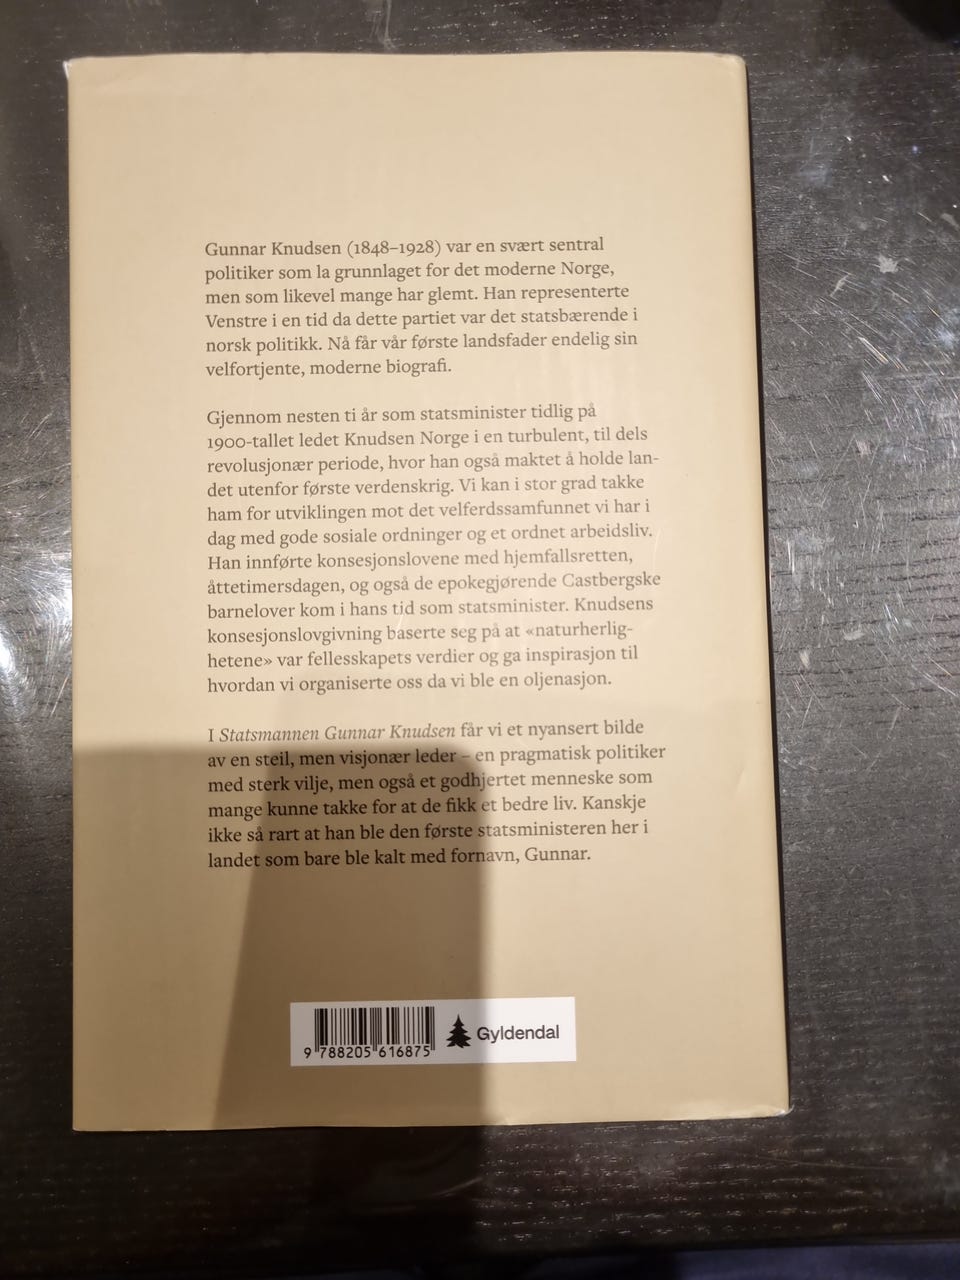 Gunnar Knudsen (1848–1928) var en svært sentral
politiker som la grunnlaget for det moderne Norge,
men som likevel mange har glemt. Han representerte
Venstre i en tid da dette partiet var det statsbærende i
norsk politikk. Nå får vår første landsfader endelig sin
velfortjente, moderne biografi.
Gjennom nesten ti år som statsminister tidlig på
1900-tallet ledet Knudsen Norge i en turbulent, til dels
revolusjonær periode, hvor han også maktet å holde lan-
det utenfor første verdenskrig. Vi kan i stor grad takke
ham for utviklingen mot det velferdssamfunnet vi har i
dag med gode sosiale ordninger og et ordnet arbeidsliv.
Han innførte konsesjonslovene med hjemfallsretten,
åttetimersdagen, og også de epokegjørende Castbergske
barnelover kom i hans tid som statsminister. Knudsens
konsesjonslovgivning baserte seg på at «naturherlig-
hetene» var fellesskapets verdier og ga inspirasjon til
hvordan vi organiserte oss da vi ble en oljenasjon.
I Statsmannen Gunnar Knudsen får vi et nyansert bilde
av en steil, men visjonær leder – en pragmatisk politiker
med sterk vilje, men også et godhjertet menneske som
mange kunne takke for at de fikk et bedre liv. Kanskje
ikke så rart at han ble den første statsministeren her i
landet som bare ble kalt med fornavn, Gunnar.
9 788205 616875 Gyldendal